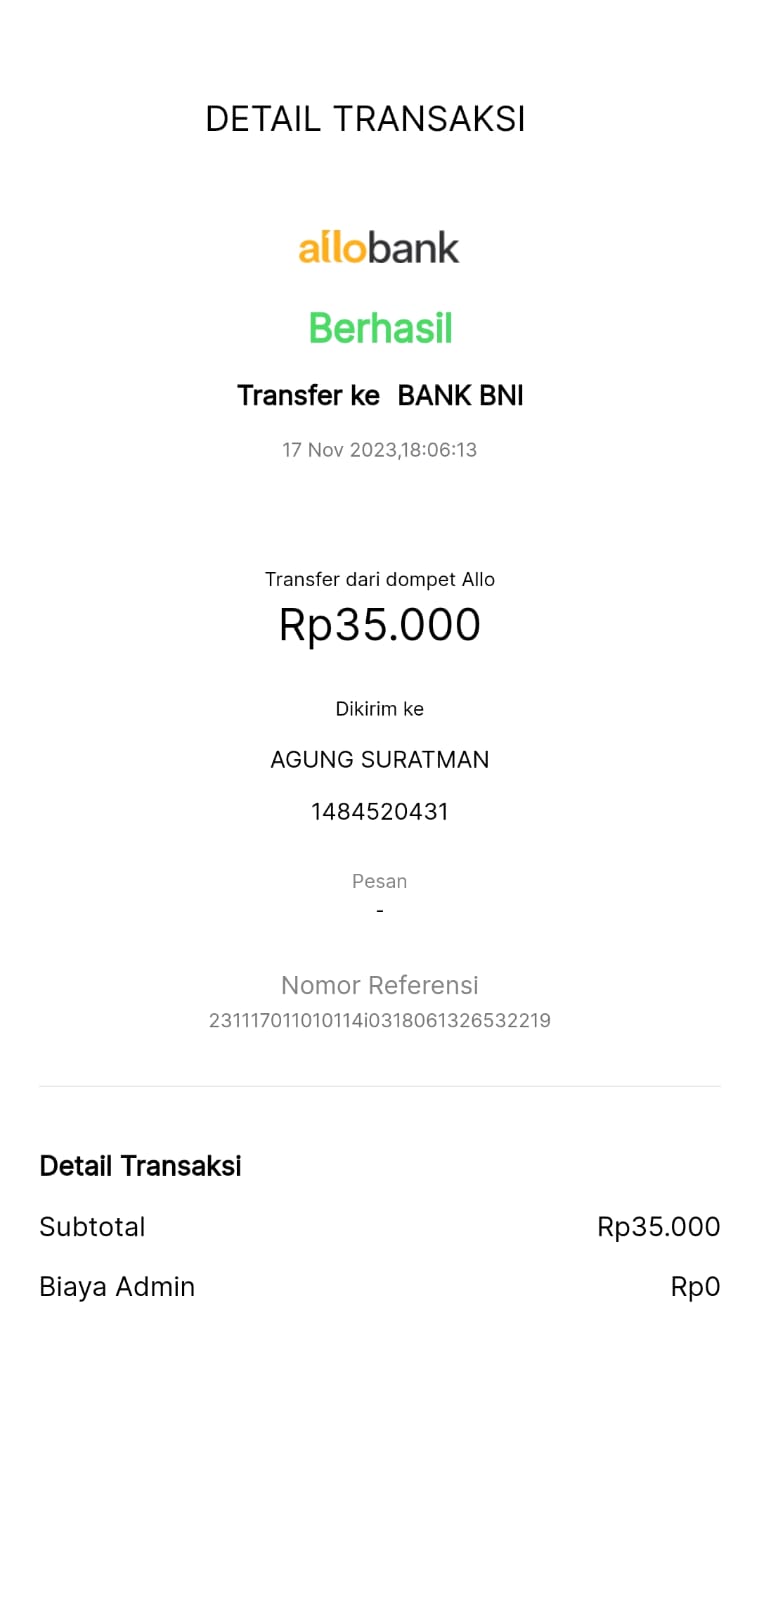 DETAIL TRANSAKSI
allobank
Berhasil
Transfer ke BANK BNI
17 Nov 2023,18:06:13
Transfer dari dompet Allo
Rp35.000
Dikirim ke
AGUNG SURATMAN
1484520431
Pesan
-
Nomor Referensi
231117011010114i0318061326532219
Detail Transaksi
Subtotal Rp35.000
Biaya Admin Rp0